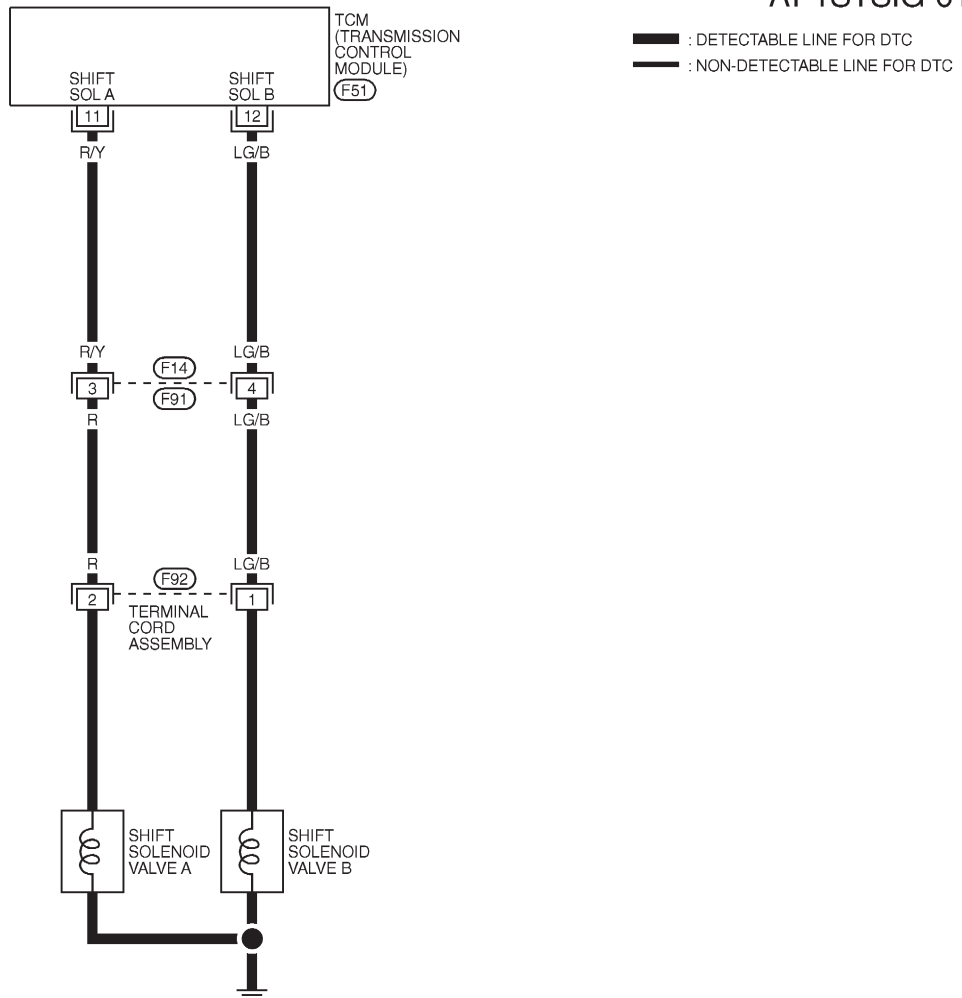 TCM
(TRANSMISSION
CONTROL
MODULE)
F51
: DETECTABLE LINE FOR DTC
: NON-DETECTABLE LINE FOR DTC
SHIFT
SOL A
SHIFT
SOL B
11
12
R/Y
LG/B
R/Y
LG/B
F14
3
4
F91
R
LG/B
R
LG/B
F92
2
1
TERMINAL
CORD
ASSEMBLY
SHIFT
SOLENOID
VALVE A
SHIFT
SOLENOID
VALVE B